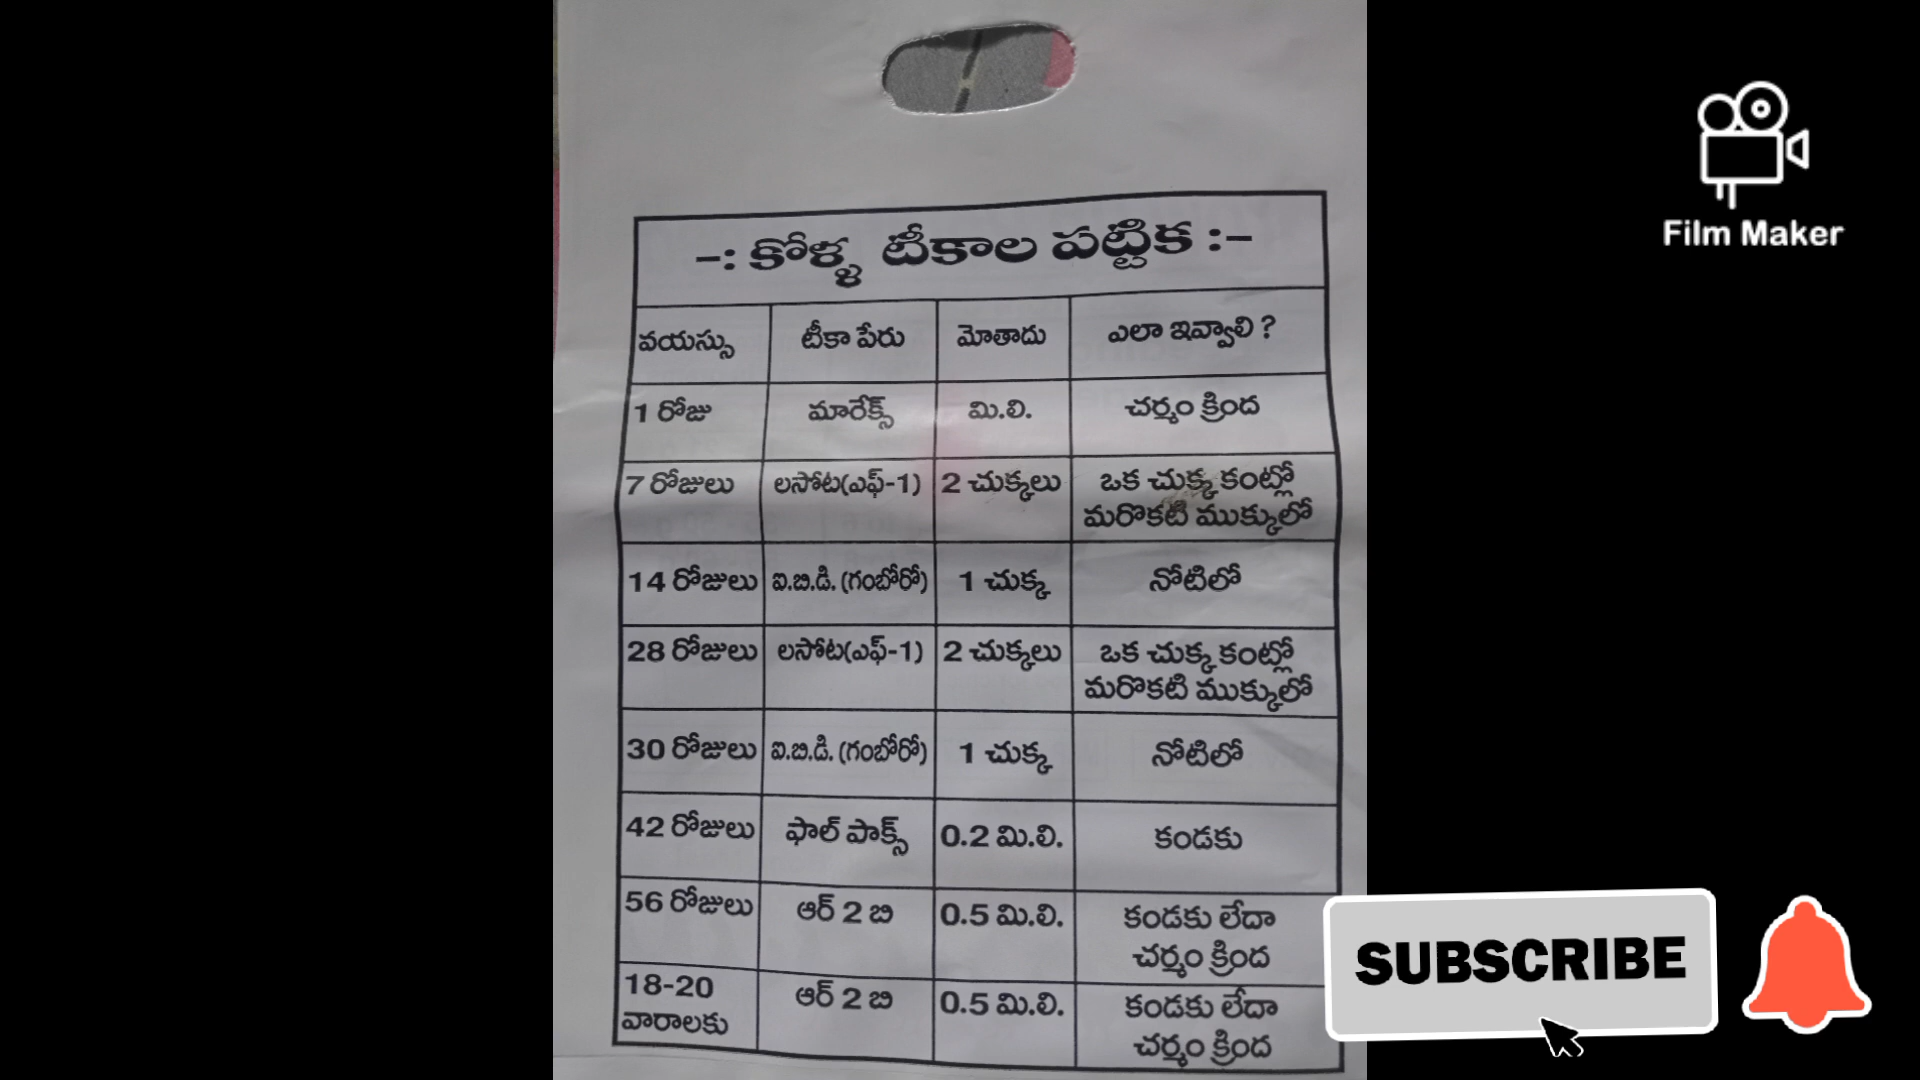 -: కోళ్ళ టీకాల పట్టిక :-
వయస్సు టీకా పేరు మోతాదు ఎలా ఇవ్వాలి ?
1 రోజు మారేక్స్ మి.లి. చర్మం క్రింద
7 రోజులు లసోట(ఎఫ్-1) 2 చుక్కలు ఒక చుక్క కంట్లో
మరొకటి ముక్కులో
14 రోజులు ఐ.బి.డి. (గంబోరో) 1 చుక్క నోటిలో
28 రోజులు లసోట(ఎఫ్-1) 2 చుక్కలు ఒక చుక్క కంట్లో
మరొకటి ముక్కులో
30 రోజులు ఐ.బి.డి. (గంబోరో) 1 చుక్క నోటిలో
42 రోజులు ఫాల్ పాక్స్ 0.2 మి.లి. కండకు
56 రోజులు ఆర్ 2 బి 0.5 మి.లి. కండకు లేదా
చర్మం క్రింద
18-20 ఆర్ 2 బి 0.5 మి.లి. కండకు లేదా
వారాలకు చర్మం క్రింద
Film Maker
SUBSCRIBE